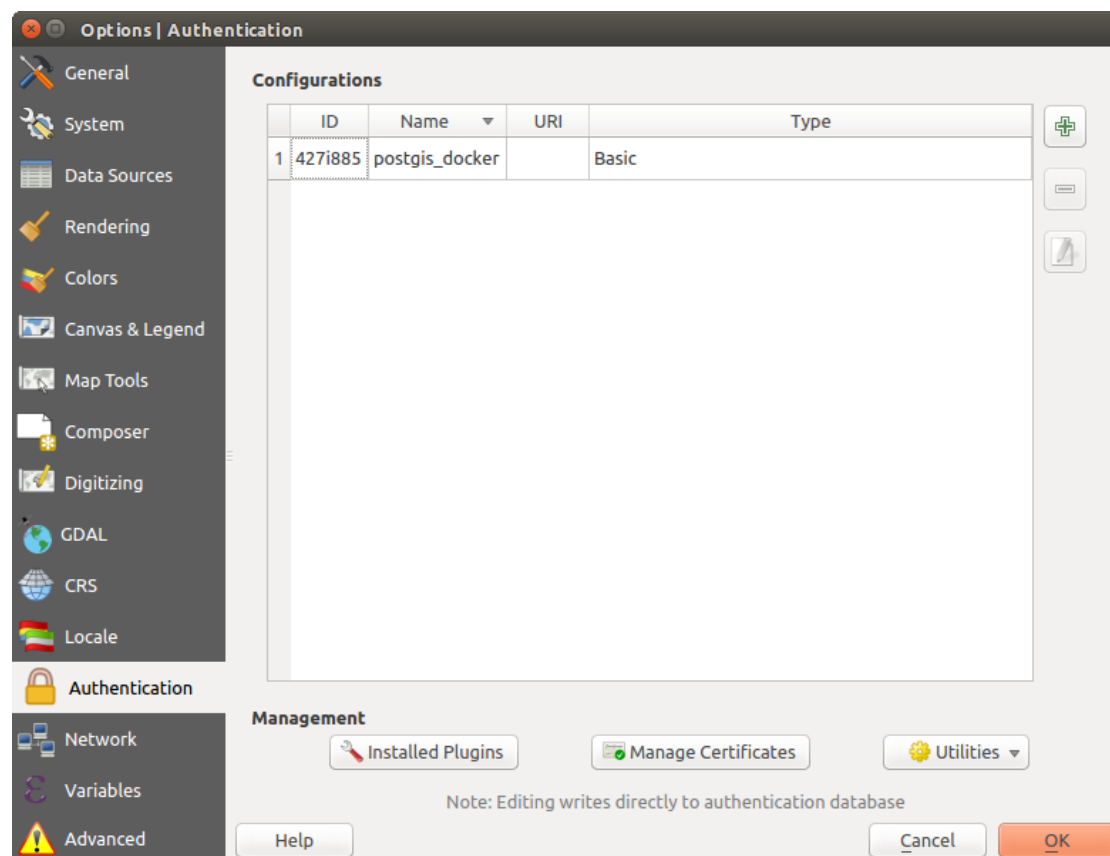 Options | Authentication
General
System
Data Sources
Rendering
Colors
Canvas & Legend
Map Tools
Composer
Digitizing
GDAL
CRS
Locale
Authentication
Network
Variables
Advanced
Configurations
ID Name URI Type
1 427i885 postgis_docker Basic
Management
Installed Plugins Manage Certificates Utilities
Note: Editing writes directly to authentication database
Help Cancel OK